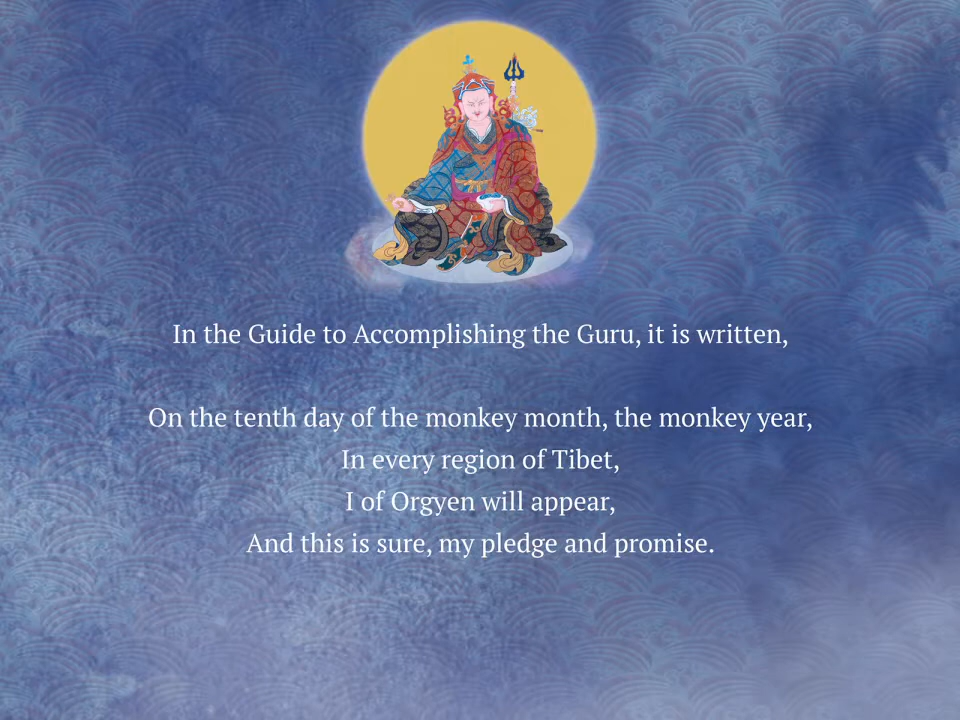 In the Guide to Accomplishing the Guru, it is written,
On the tenth day of the monkey month, the monkey year,
In every region of Tibet,
I of Orgyen will appear,
And this is sure, my pledge and promise.